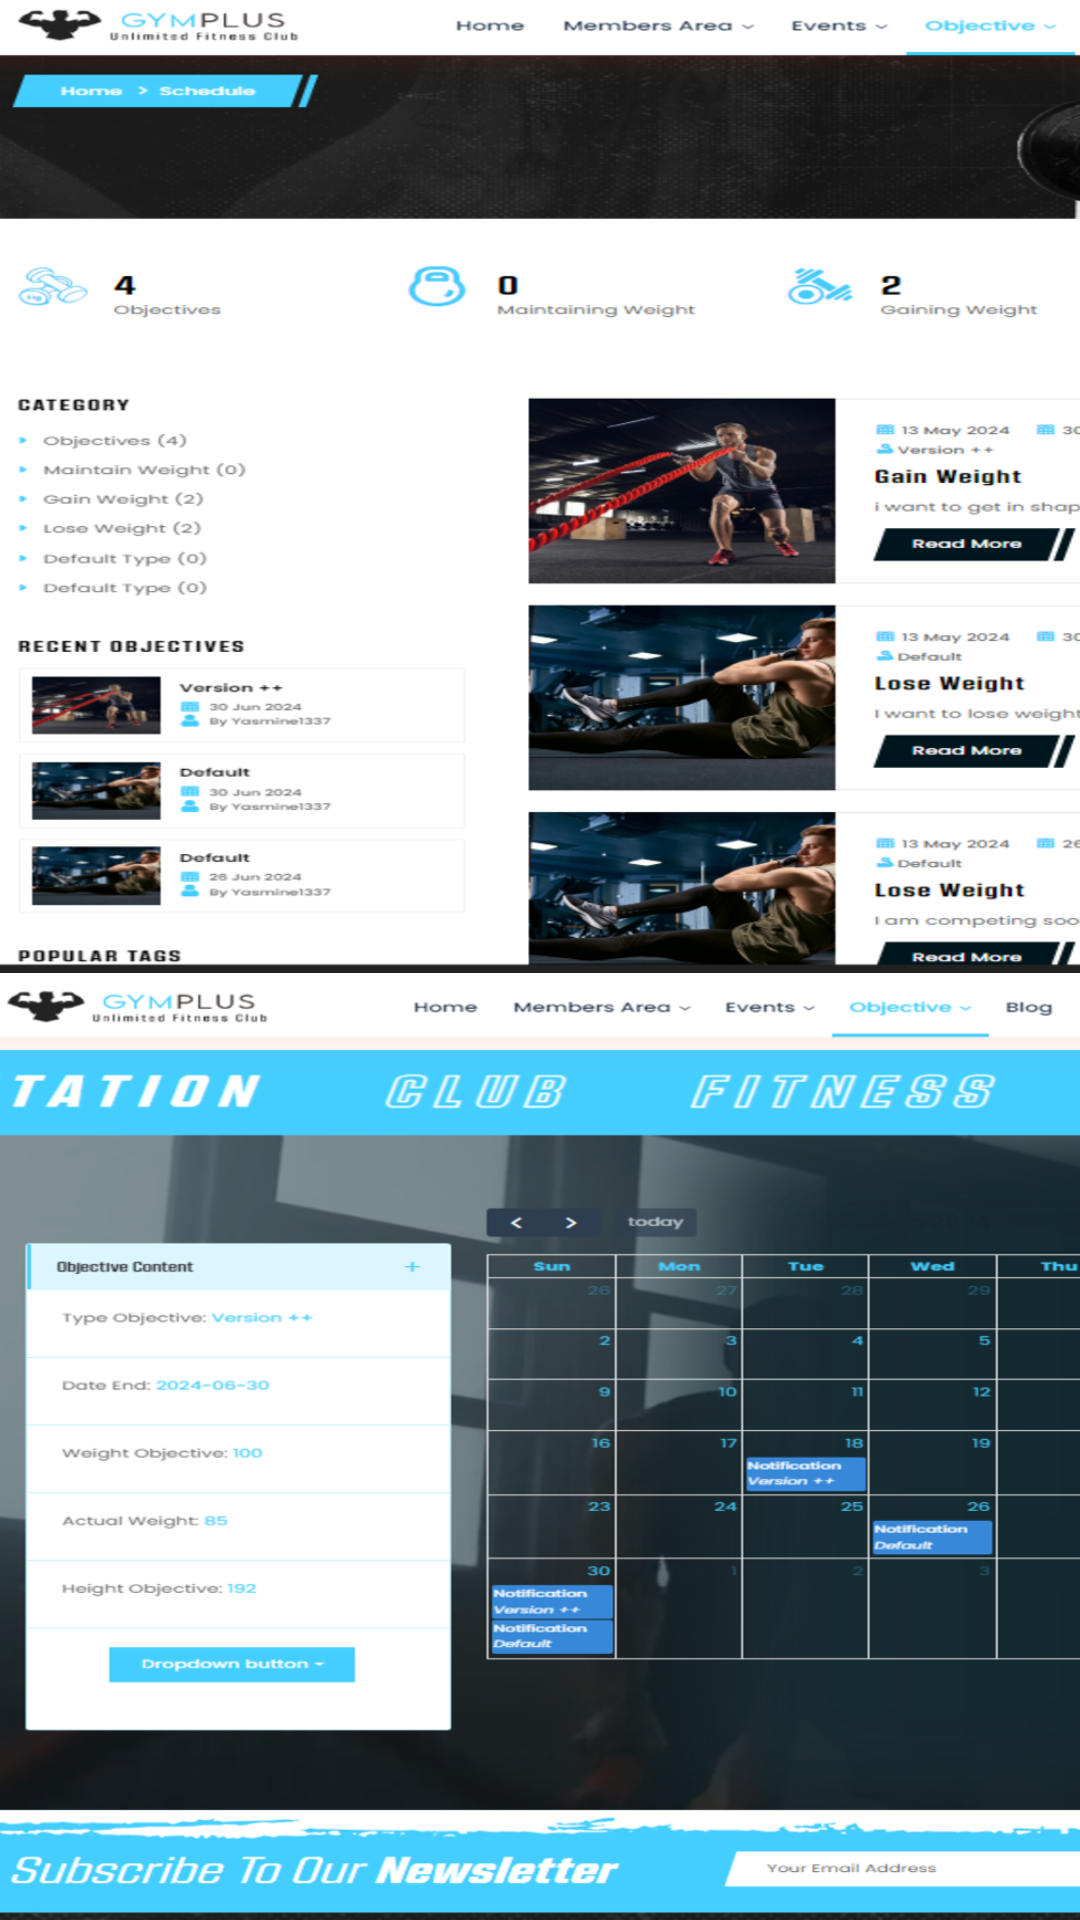 GYMPLUS
Unlimited Fitness Club
Home Members Area Events Objective
Home > Schedule
4
Objectives
0
Maintaining Weight
2
Gaining Weight
CATEGORY
Objectives (4)
Maintain Weight (0)
Gain Weight (2)
Lose Weight (2)
Default Type (0)
Default Type (0)
RECENT OBJECTIVES
Version ++
30 Jun 2024
By Yasmine1337
Default
30 Jun 2024
By Yasmine1337
Default
26 Jun 2024
By Yasmine1337
POPULAR TAGS
13 May 2024 30
Version ++
Gain Weight
i want to get in shap
Read More
13 May 2024 30
Default
Lose Weight
I want to lose weight
Read More
13 May 2024 26
Default
Lose Weight
I am competing soo
Read More
GYMPLUS
Unlimited Fitness Club
Home Members Area Events Objective Blog
TATION CLUB FITNESS
Objective Content +
Type Objective: Version ++
Date End: 2024-06-30
Weight Objective: 100
Actual Weight: 85
Height Objective: 192
Dropdown button
< > today
Sun Mon Tue Wed Thu
26 27 28 29
2 3 4 5
9 10 11 12
16 17 18 19
Notification
Version ++
23 24 25 26
Notification
Default
30 1 2 3
Notification
Version ++
Notification
Default
Subscribe To Our Newsletter
Your Email Address